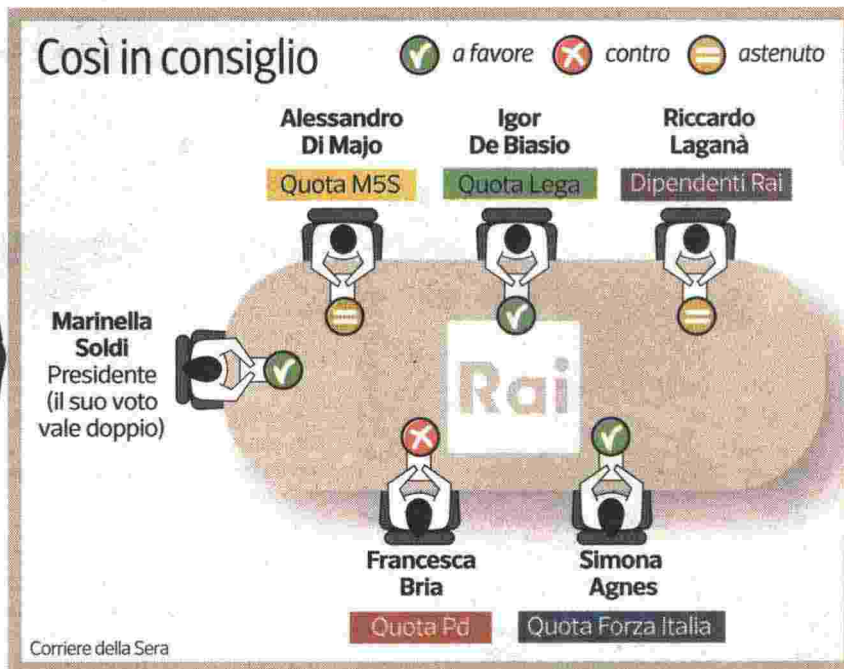 Così in consiglio
a favore
contro
astenuto
Alessandro
Di Majo
Quota M5S
Igor
De Biasio
Quota Lega
Riccardo
Laganà
Dipendenti Rai
Marinella
Soldi
Presidente
(il suo voto
vale doppio)
Rai
Francesca
Bria
Quota Pd
Simona
Agnes
Quota Forza Italia
Corriere della Sera